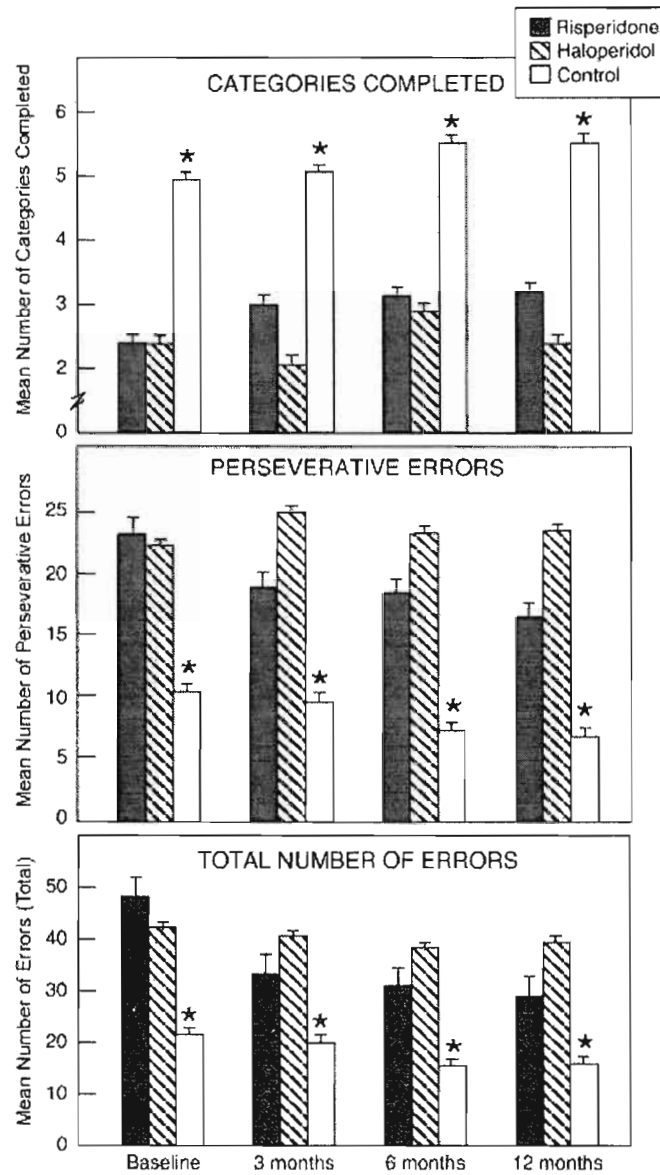 Risperidone
Haloperidol
Control
CATEGORIES COMPLETED
Mean Number of Categories Completed
6
5
4
3
2
0
★ ★ ★ ★
PERSEVERATIVE ERRORS
Mean Number of Perseverative Errors
25
20
15
10
5
0
★ ★ ★ ★
TOTAL NUMBER OF ERRORS
Mean Number of Errors (Total)
50
40
30
20
10
0
★ ★ ★ ★
Baseline 3 months 6 months 12 months